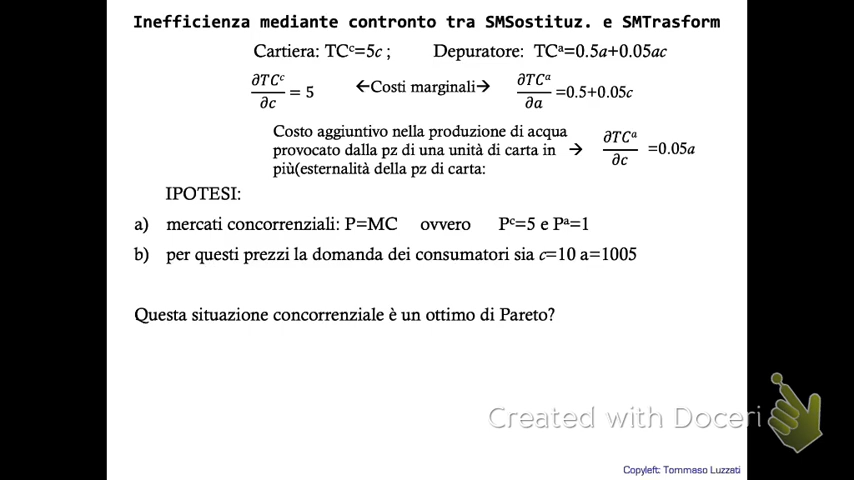 Inefficienza mediante contronto tra SMSostituz. e SMTrasform
Cartiera: TCᶜ=5c ; Depuratore: TCᵃ=0.5a+0.05ac
∂TCᶜ/∂c = 5 ←Costi marginali→ ∂TCᵃ/∂a =0.5+0.05c
Costo aggiuntivo nella produzione di acqua
provocato dalla pz di una unità di carta in → ∂TCᵃ/∂c =0.05a
più(esternalità della pz di carta:
IPOTESI:
a) mercati concorrenziali: P=MC ovvero Pᶜ=5 e Pᵃ=1
b) per questi prezzi la domanda dei consumatori sia c=10 a=1005
Questa situazione concorrenziale è un ottimo di Pareto?
Created with Doceri
Copyleft: Tommaso Luzzati